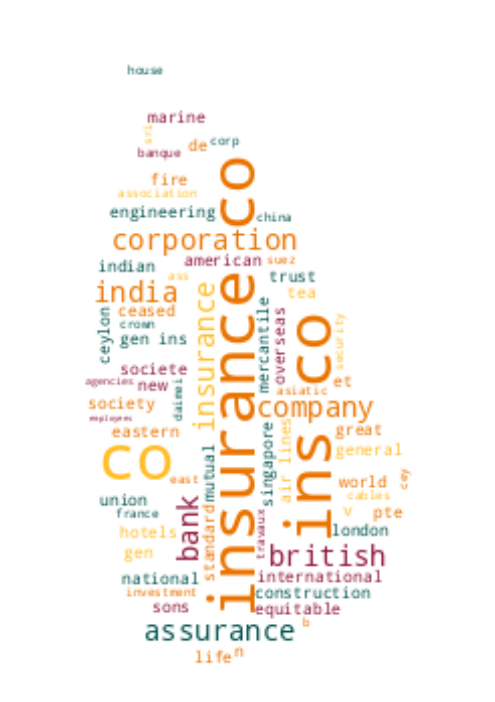 house
marine
sri
de corp
banque
insurance co
fire
association
engineering
china
corporation
american suez
indian
ass
trust
india
tea
insurance
mercantile
overseas
ceylon
ceased
crown
gen ins
security
ins co
societe
agencies new
daimei
et
asiatic
society
company
employees
eastern
great
singapore
air lines
general
co
mutual
east
world
cey
cables
union
bank
france
v pte
standard
travaux
hotels
london
gen
british
national
international
investment
construction
sons
equitable
assurance
b
life n